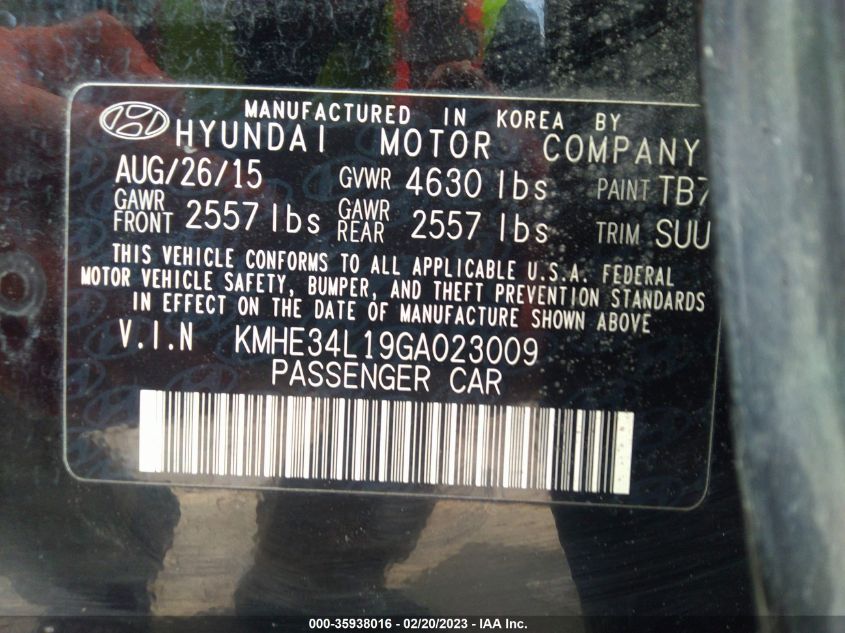 MANUFACTURED IN KOREA BY
HYUNDAI MOTOR COMPANY
AUG/26/15 GVWR 4630 lbs PAINT TB7
GAWR FRONT 2557 lbs GAWR REAR 2557 lbs TRIM SUU
THIS VEHICLE CONFORMS TO ALL APPLICABLE U.S.A. FEDERAL
MOTOR VEHICLE SAFETY, BUMPER, AND THEFT PREVENTION STANDARDS
IN EFFECT ON THE DATE OF MANUFACTURE SHOWN ABOVE
V.I.N KMHE34L19GA023009
PASSENGER CAR
000-35938016 - 02/20/2023 - IAA Inc.